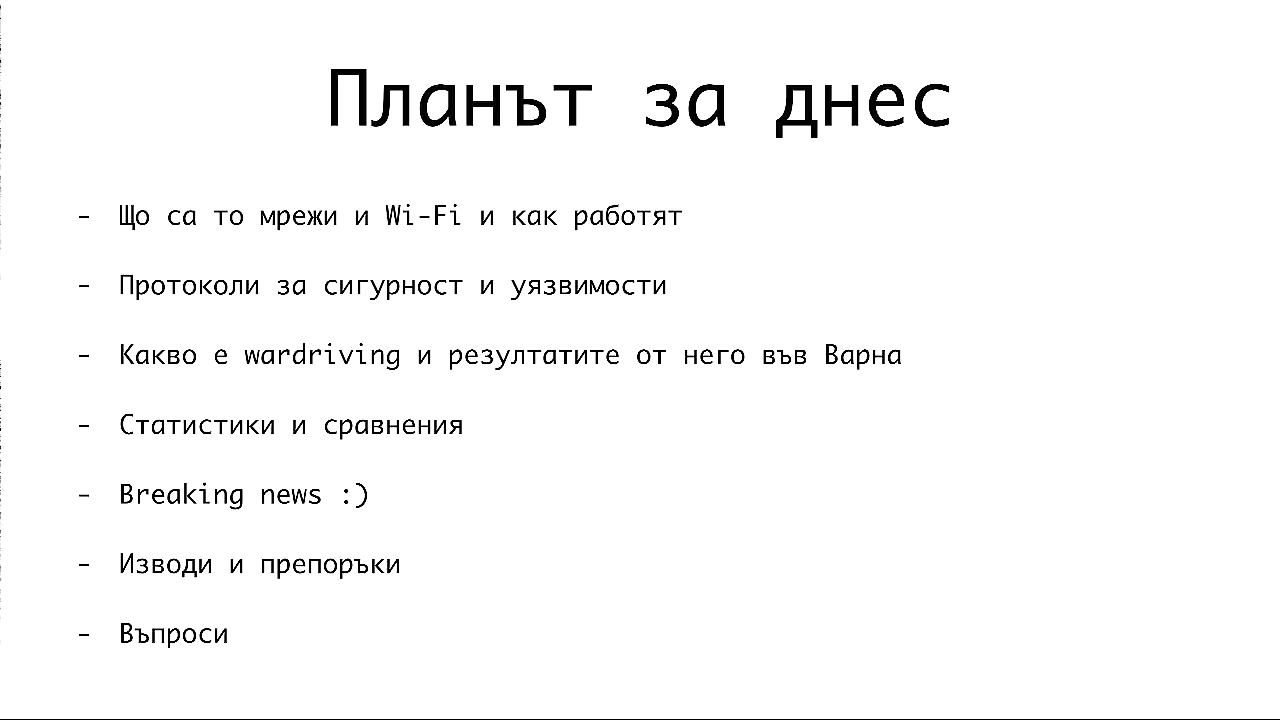 Планът за днес
- Що са то мрежи и Wi-Fi и как работят
- Протоколи за сигурност и уязвимости
- Какво е wardriving и резултатите от него във Варна
- Статистики и сравнения
- Breaking news :)
- Изводи и препоръки
- Въпроси